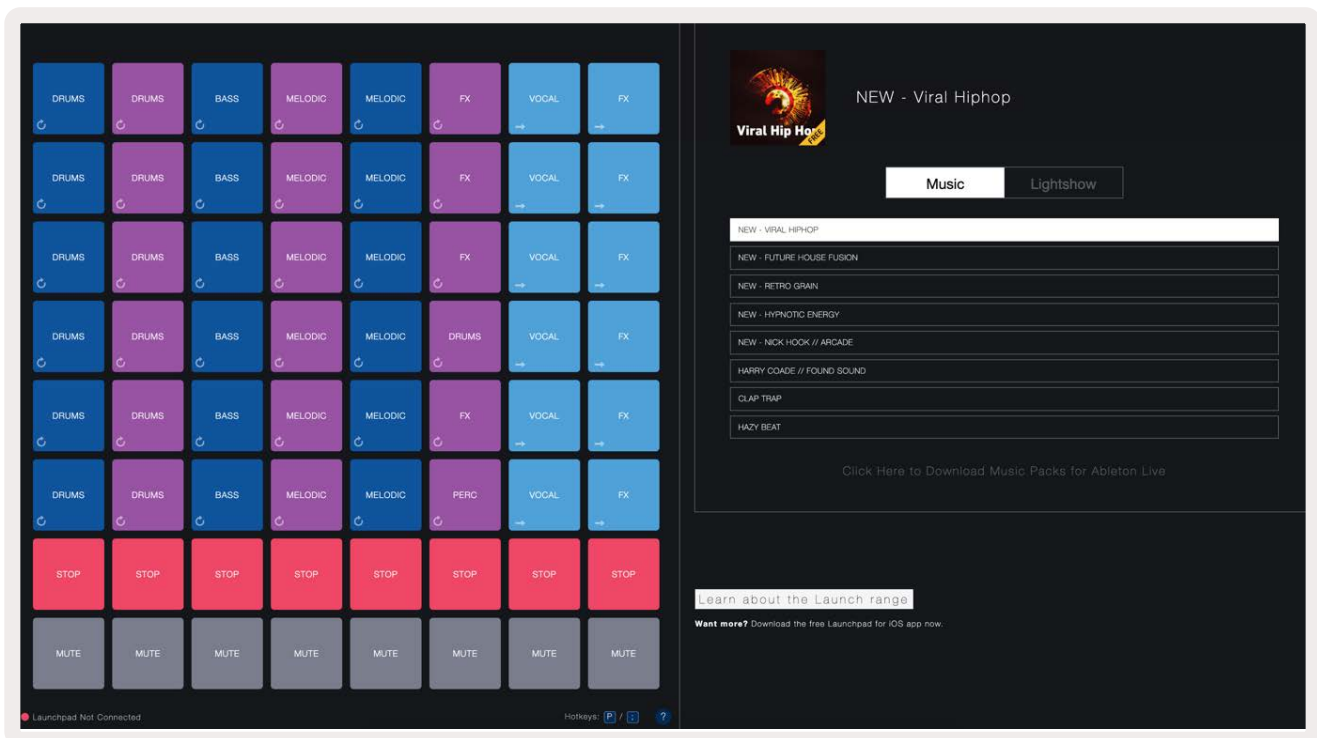 DRUMS DRUMS BASS MELODIC MELODIC FX VOCAL FX
DRUMS DRUMS BASS MELODIC MELODIC FX VOCAL FX
DRUMS DRUMS BASS MELODIC MELODIC FX VOCAL FX
DRUMS DRUMS BASS MELODIC MELODIC DRUMS VOCAL FX
DRUMS DRUMS BASS MELODIC MELODIC FX VOCAL FX
DRUMS DRUMS BASS MELODIC MELODIC PERC VOCAL FX
STOP STOP STOP STOP STOP STOP STOP STOP
MUTE MUTE MUTE MUTE MUTE MUTE MUTE MUTE
Launchpad Not Connected
Hotkeys: P / ; ?
Viral Hip Hop
FREE
NEW - Viral Hiphop
Music Lightshow
NEW - VIRAL HIPHOP
NEW - FUTURE HOUSE FUSION
NEW - RETRO GRAIN
NEW - HYPNOTIC ENERGY
NEW - NICK HOOK // ARCADE
HARRY COADE // FOUND SOUND
CLAP TRAP
HAZY BEAT
Click Here to Download Music Packs for Ableton Live
Learn about the Launch range
Want more? Download the free Launchpad for iOS app now.